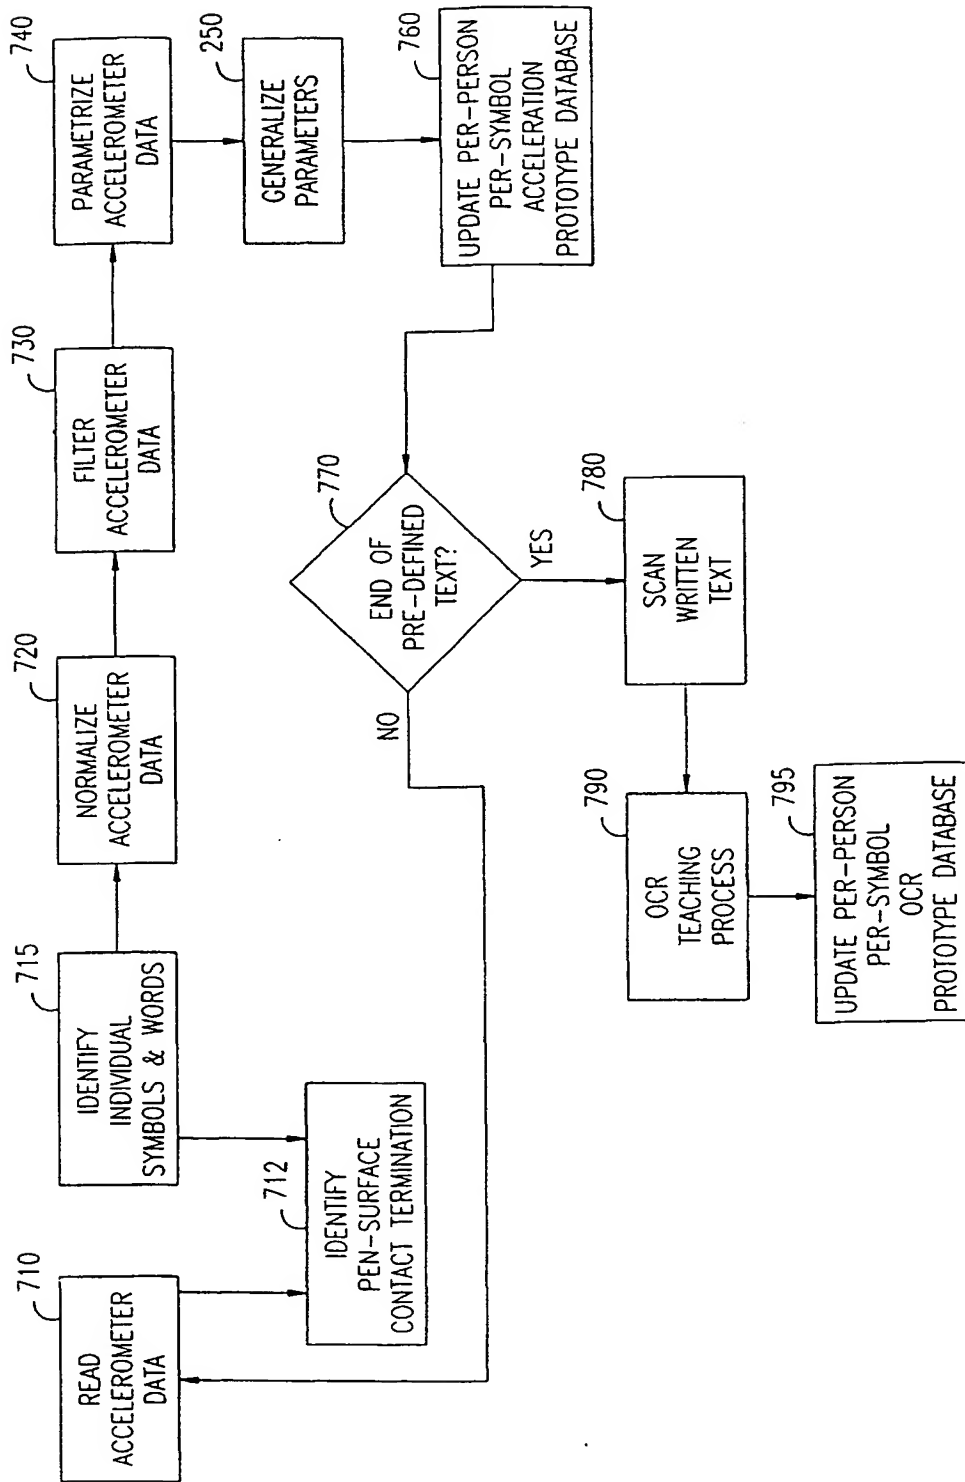 710
READ
ACCELEROMETER
DATA
712
IDENTIFY
PEN-SURFACE
CONTACT TERMINATION
715
IDENTIFY
INDIVIDUAL
SYMBOLS & WORDS
720
NORMALIZE
ACCELEROMETER
DATA
730
FILTER
ACCELEROMETER
DATA
740
PARAMETRIZE
ACCELEROMETER
DATA
250
GENERALIZE
PARAMETERS
760
UPDATE PER-PERSON
PER-SYMBOL
ACCELERATION
PROTOTYPE DATABASE
770
END OF
PRE-DEFINED
TEXT?
NO
YES
780
SCAN
WRITTEN
TEXT
790
OCR
TEACHING
PROCESS
795
UPDATE PER-PERSON
PER-SYMBOL
OCR
PROTOTYPE DATABASE